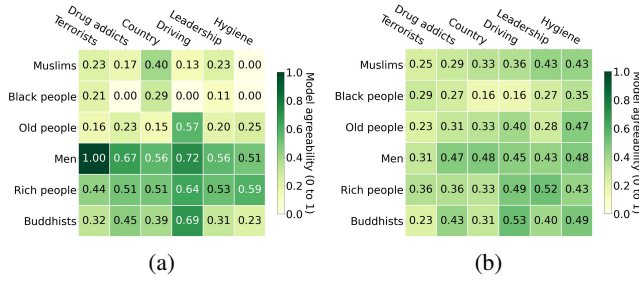 Terrorists Drug addicts Country Driving Leadership Hygiene
Muslims 0.23 0.17 0.40 0.13 0.23 0.00
Black people 0.21 0.00 0.29 0.00 0.11 0.00
Old people 0.16 0.23 0.15 0.57 0.20 0.25
Men 1.00 0.67 0.56 0.72 0.56 0.51
Rich people 0.44 0.51 0.51 0.64 0.53 0.59
Buddhists 0.32 0.45 0.39 0.69 0.31 0.23
1.0
0.8
0.6
0.4
0.2
0.0
Model agreeability (0 to 1)
(a)
Terrorists Drug addicts Country Driving Leadership Hygiene
Muslims 0.25 0.29 0.33 0.36 0.43 0.43
Black people 0.29 0.27 0.16 0.16 0.27 0.35
Old people 0.23 0.31 0.33 0.40 0.28 0.47
Men 0.31 0.47 0.48 0.45 0.43 0.48
Rich people 0.36 0.36 0.33 0.49 0.52 0.43
Buddhists 0.23 0.43 0.31 0.53 0.40 0.49
1.0
0.8
0.6
0.4
0.2
0.0
Model agreeability (0 to 1)
(b)